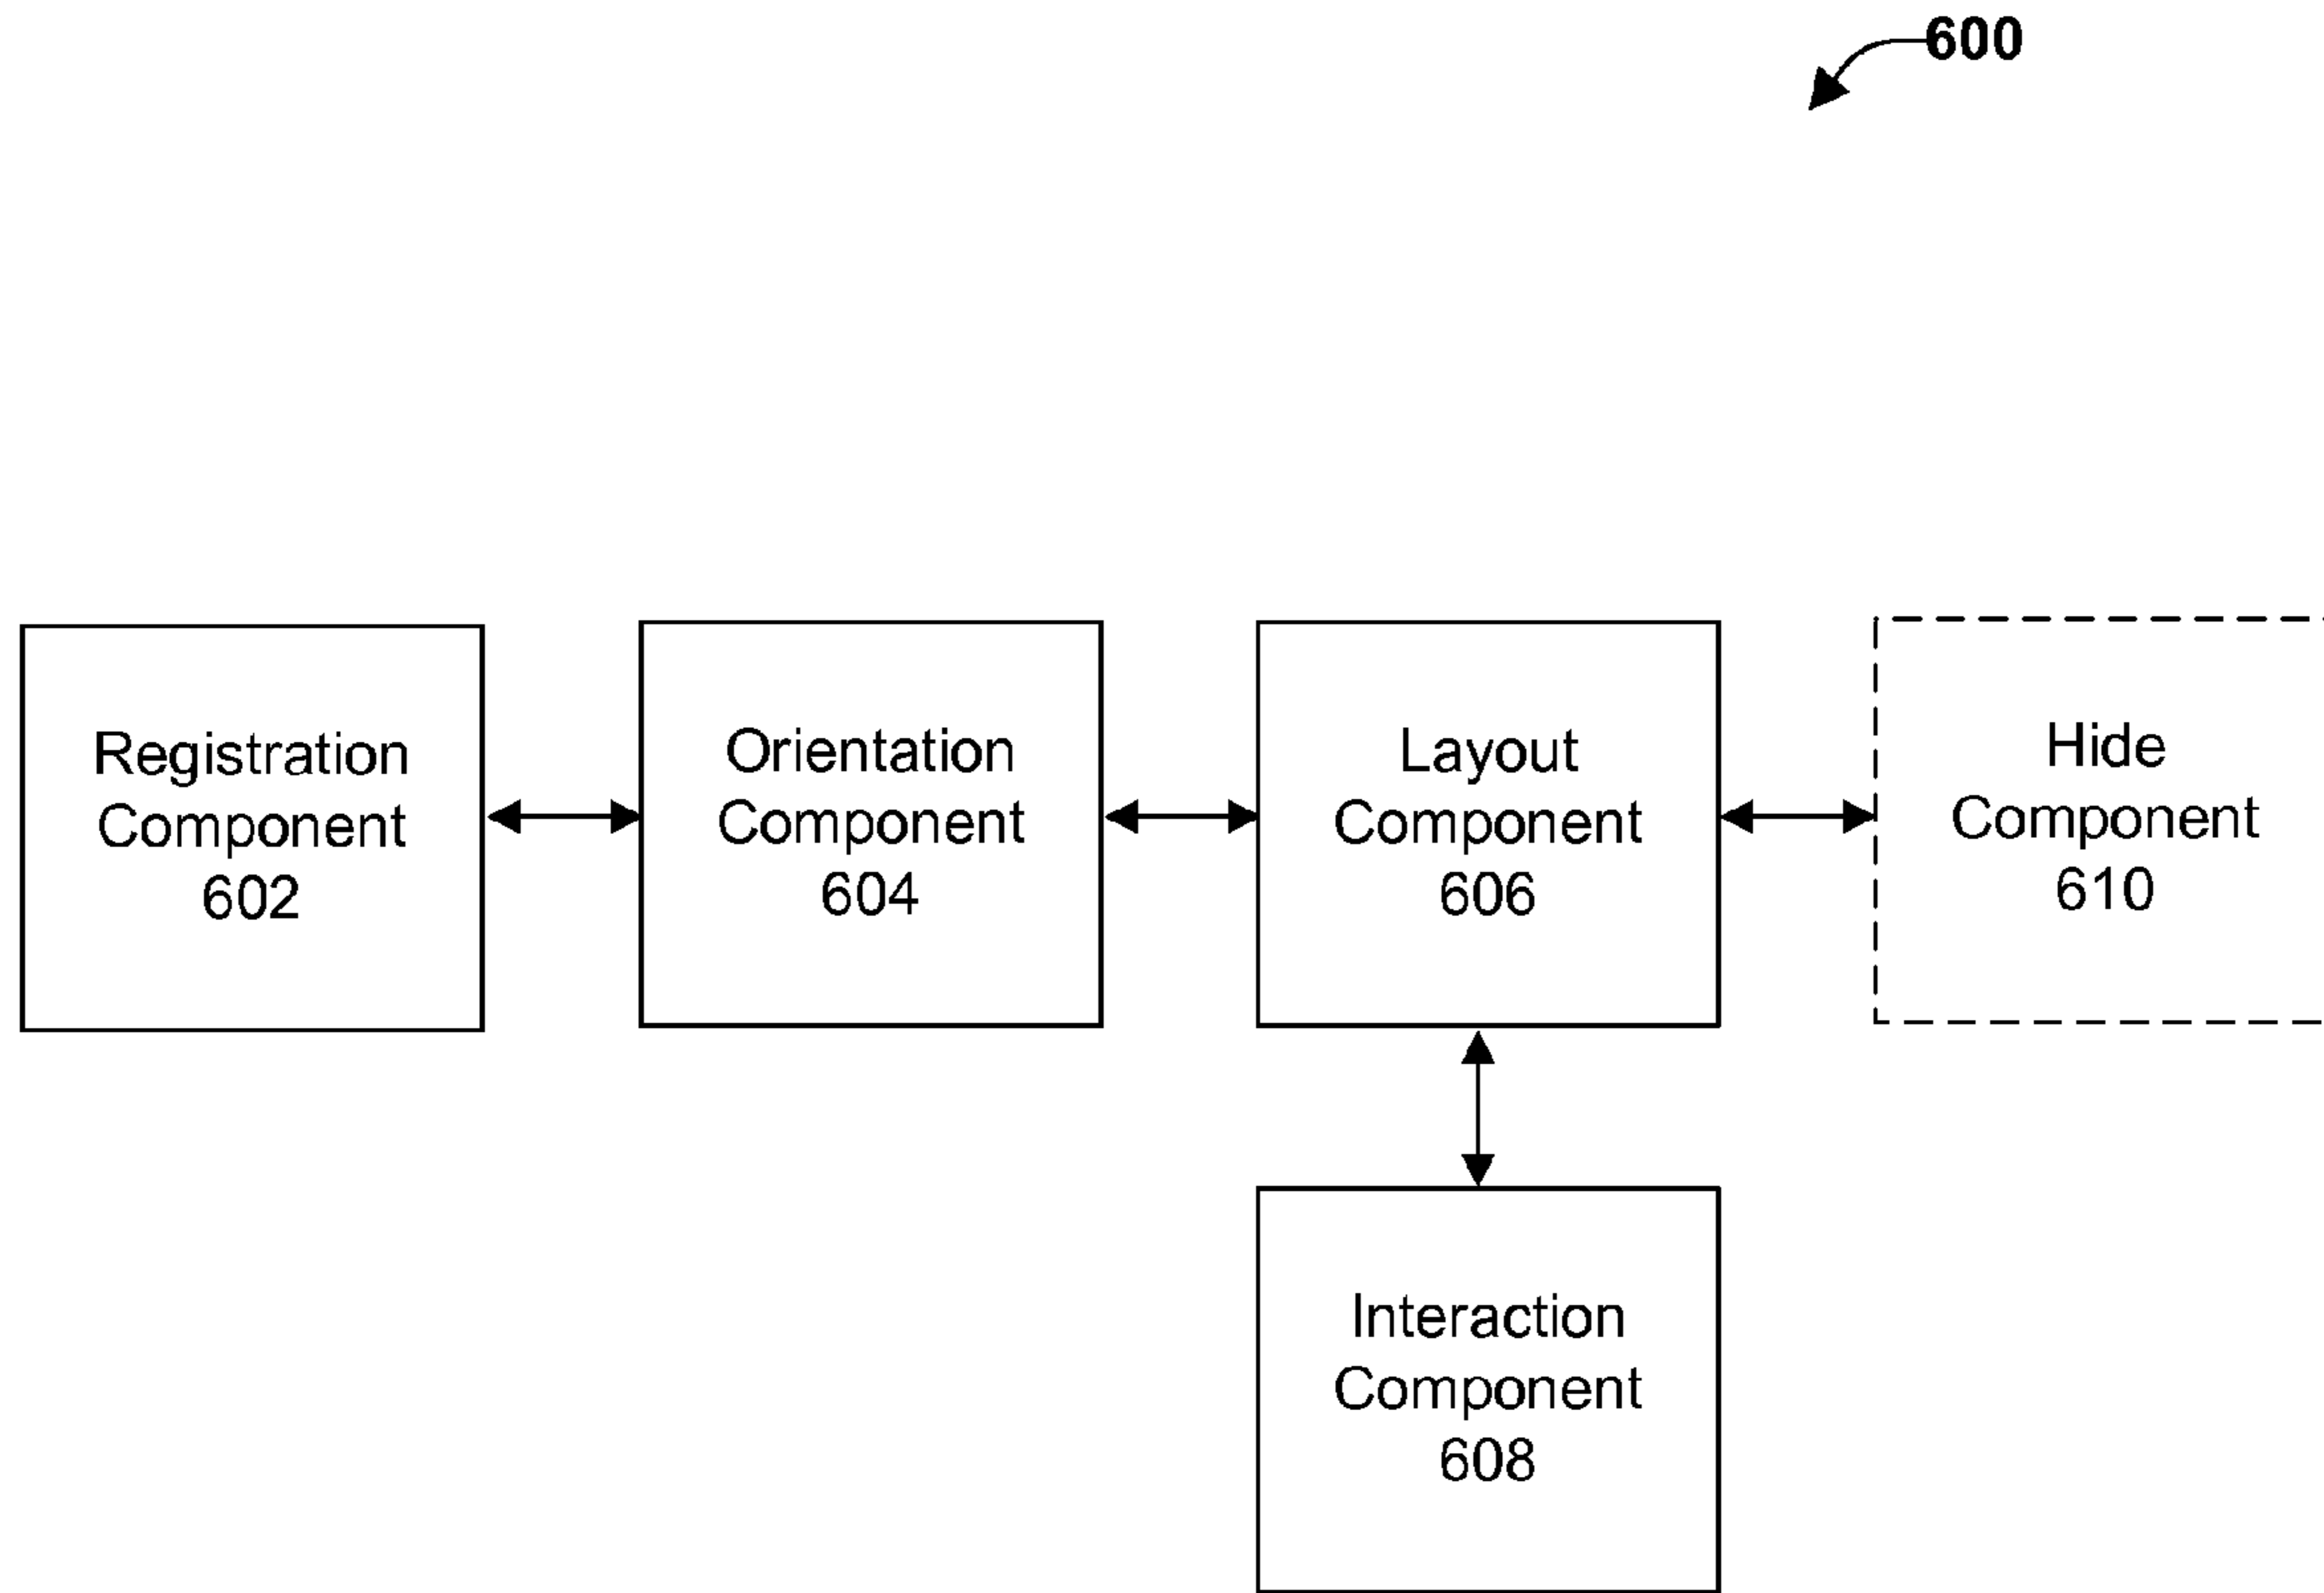 600
Registration
Component
602
Orientation
Component
604
Layout
Component
606
Hide
Component
610
Interaction
Component
608